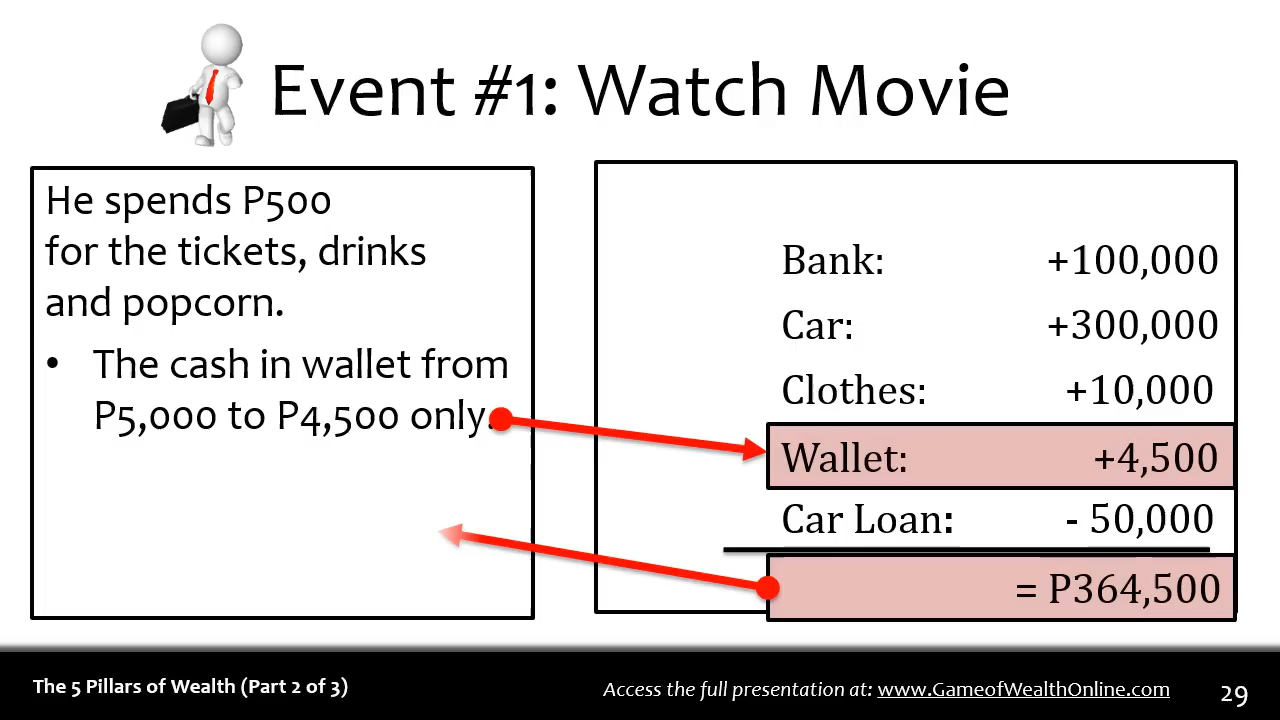 Event #1: Watch Movie
He spends P500
for the tickets, drinks
and popcorn.
• The cash in wallet from
P5,000 to P4,500 only.
Bank: +100,000
Car: +300,000
Clothes: +10,000
Wallet: +4,500
Car Loan: - 50,000
= P364,500
The 5 Pillars of Wealth (Part 2 of 3)
Access the full presentation at: www.GameofWealthOnline.com
29